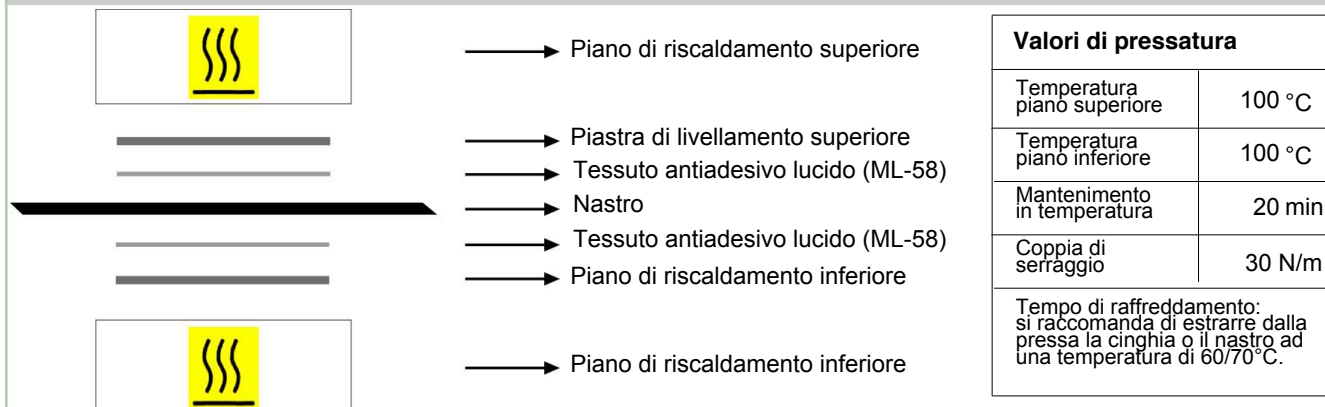 Piano di riscaldamento superiore
Piastra di livellamento superiore
Tessuto antiadesivo lucido (ML-58)
Nastro
Tessuto antiadesivo lucido (ML-58)
Piano di riscaldamento inferiore
Piano di riscaldamento inferiore
Valori di pressatura
Temperatura
piano superiore
100 °C
Temperatura
piano inferiore
100 °C
Mantenimento
in temperatura
20 min
Coppia di
serraggio
30 N/m
Tempo di raffreddamento:
si raccomanda di estrarre dalla
pressa la cinghia o il nastro ad
una temperatura di 60/70°C.